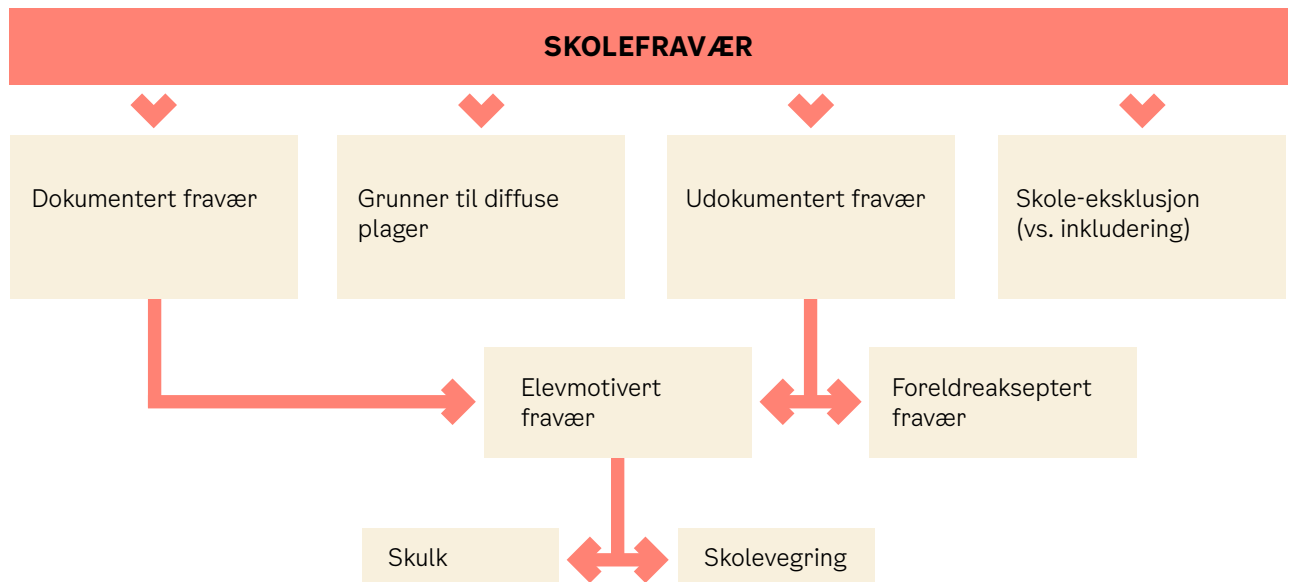 SKOLEFRAVÆR
Dokumentert fravær
Grunner til diffuse
plager
Udokumentert fravær
Skole-eksklusjon
(vs. inkludering)
Elevmotivert
fravær
Foreldreakseptert
fravær
Skulk
Skolevegring